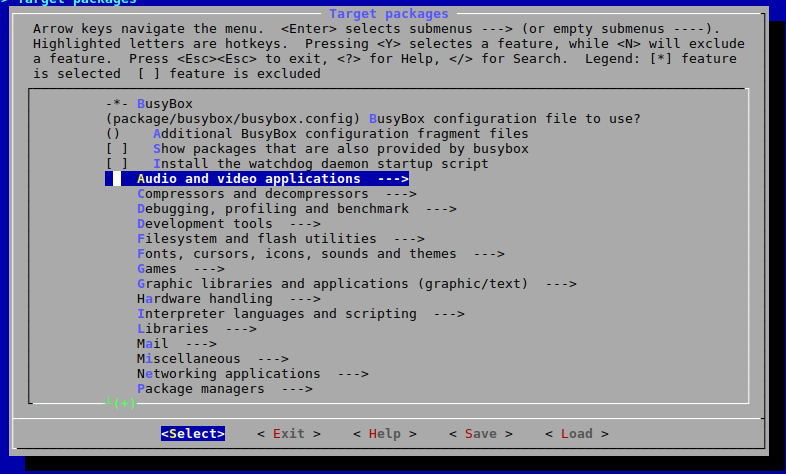 > Target packages
Target packages
Arrow keys navigate the menu.  <Enter> selects submenus ---> (or empty submenus ----).
Highlighted letters are hotkeys.  Pressing <Y> selectes a feature, while <N> will exclude
a feature.  Press <Esc><Esc> to exit, <?> for Help, </> for Search.  Legend: [*] feature
is selected  [ ] feature is excluded
-*- BusyBox
(package/busybox/busybox.config) BusyBox configuration file to use?
()    Additional BusyBox configuration fragment files
[ ]   Show packages that are also provided by busybox
[ ]   Install the watchdog daemon startup script
Audio and video applications  --->
Compressors and decompressors  --->
Debugging, profiling and benchmark  --->
Development tools  --->
Filesystem and flash utilities  --->
Fonts, cursors, icons, sounds and themes  --->
Games  --->
Graphic libraries and applications (graphic/text)  --->
Hardware handling  --->
Interpreter languages and scripting  --->
Libraries  --->
Mail  --->
Miscellaneous  --->
Networking applications  --->
Package managers  --->
(+)
<Select>    < Exit >    < Help >    < Save >    < Load >